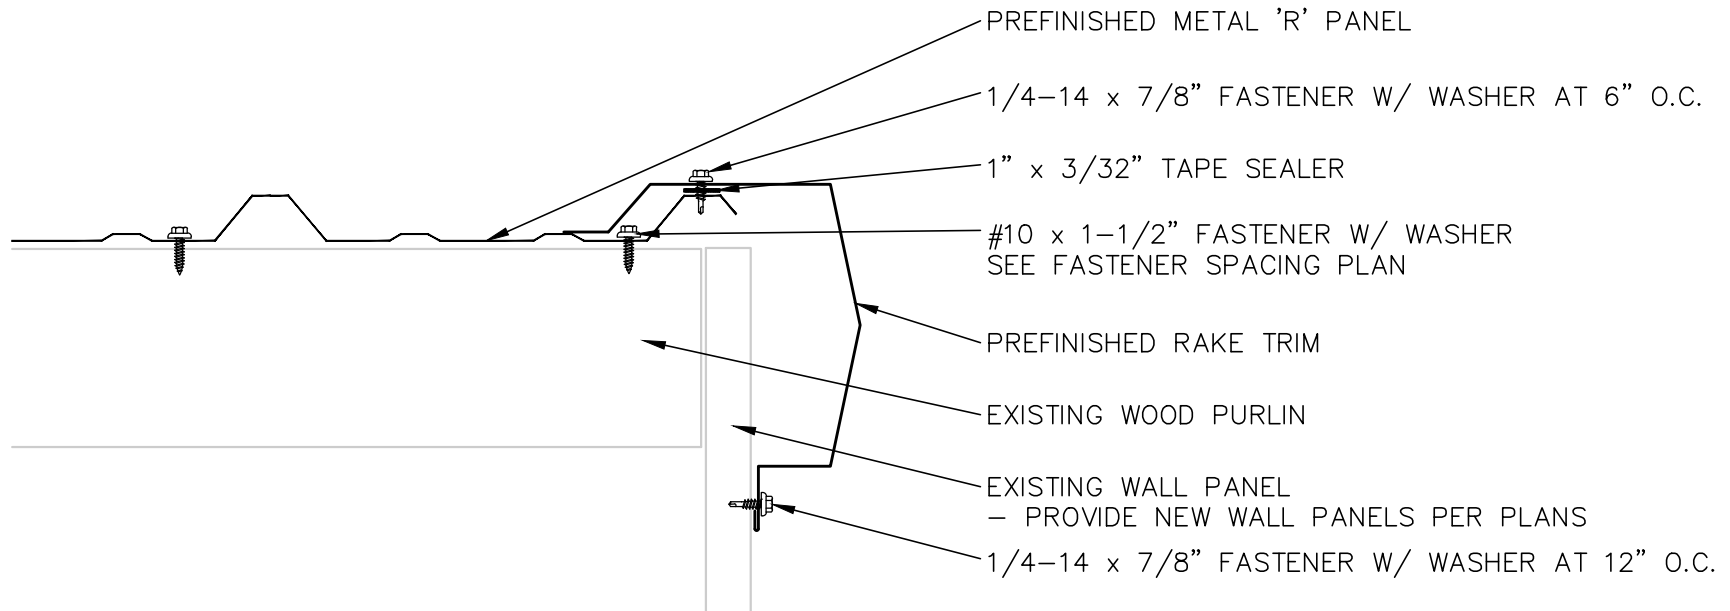 PREFINISHED METAL 'R' PANEL
1/4-14 x 7/8" FASTENER W/ WASHER AT 6" O.C.
1" x 3/32" TAPE SEALER
#10 x 1-1/2" FASTENER W/ WASHER
SEE FASTENER SPACING PLAN
PREFINISHED RAKE TRIM
EXISTING WOOD PURLIN
EXISTING WALL PANEL
- PROVIDE NEW WALL PANELS PER PLANS
1/4-14 x 7/8" FASTENER W/ WASHER AT 12" O.C.